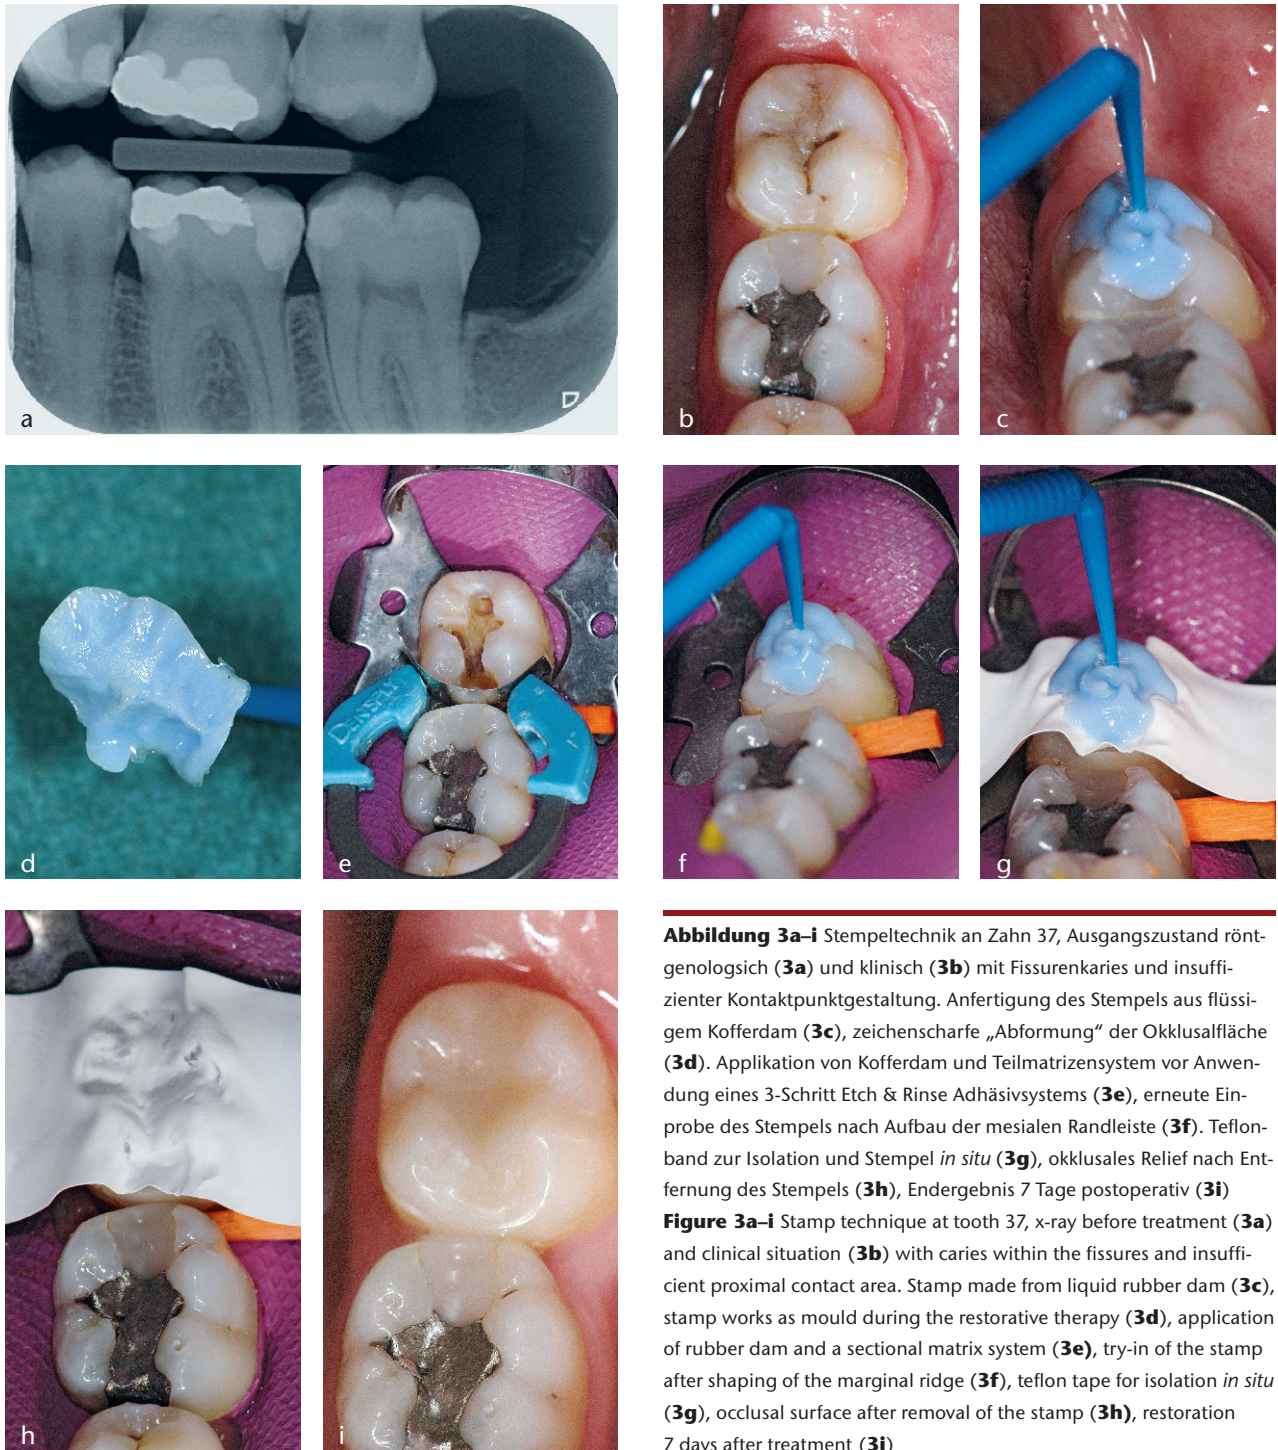 a
b
c
d
DENTSPLY
e
f
g
h
i
Abbildung 3a–i Stempeltechnik an Zahn 37, Ausgangszustand rönt-
genologsich (3a) und klinisch (3b) mit Fissurenkaries und insuffi-
zienter Kontaktpunktgestaltung. Anfertigung des Stempels aus flüssi-
gem Kofferdam (3c), zeichenscharfe „Abformung“ der Okklusalfläche
(3d). Applikation von Kofferdam und Teilmatrizensystem vor Anwen-
dung eines 3-Schritt Etch & Rinse Adhäsivsystems (3e), erneute Ein-
probe des Stempels nach Aufbau der mesialen Randleiste (3f). Teflon-
band zur Isolation und Stempel in situ (3g), okklusales Relief nach Ent-
fernung des Stempels (3h), Endergebnis 7 Tage postoperativ (3i)
Figure 3a–i Stamp technique at tooth 37, x-ray before treatment (3a)
and clinical situation (3b) with caries within the fissures and insuffi-
cient proximal contact area. Stamp made from liquid rubber dam (3c),
stamp works as mould during the restorative therapy (3d), application
of rubber dam and a sectional matrix system (3e), try-in of the stamp
after shaping of the marginal ridge (3f), teflon tape for isolation in situ
(3g), occlusal surface after removal of the stamp (3h), restoration
7 days after treatment (3i)